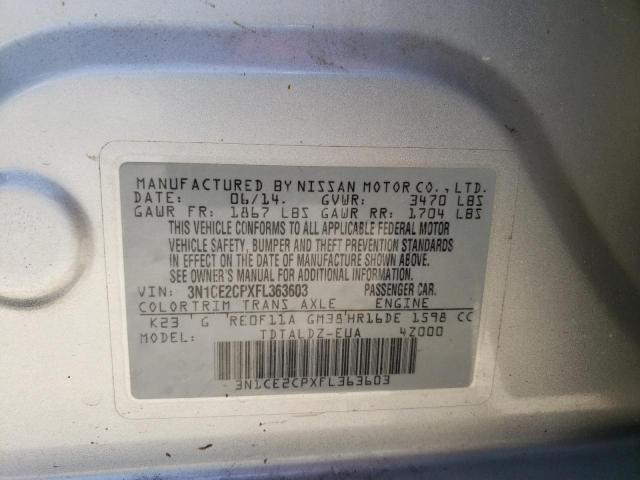 MANUFACTURED BY NISSAN MOTOR CO., LTD.
DATE: 06/14. GVWR: 3470 LBS
GAWR FR: 1867 LBS GAWR RR: 1704 LBS
THIS VEHICLE CONFORMS TO ALL APPLICABLE FEDERAL MOTOR
VEHICLE SAFETY, BUMPER AND THEFT PREVENTION STANDARDS
IN EFFECT ON THE DATE OF MANUFACTURE SHOWN ABOVE.
SEE OWNER'S MANUAL FOR ADDITIONAL INFORMATION.
VIN: 3N1CE2CPXFL363603 PASSENGER CAR.
COLOR TRIM TRANS AXLE ENGINE
K23 G RE0F11A GM38 HR16DE 1598 CC
MODEL: TDTALDZ-EUA 4Z000
3N1CE2CPXFL363603